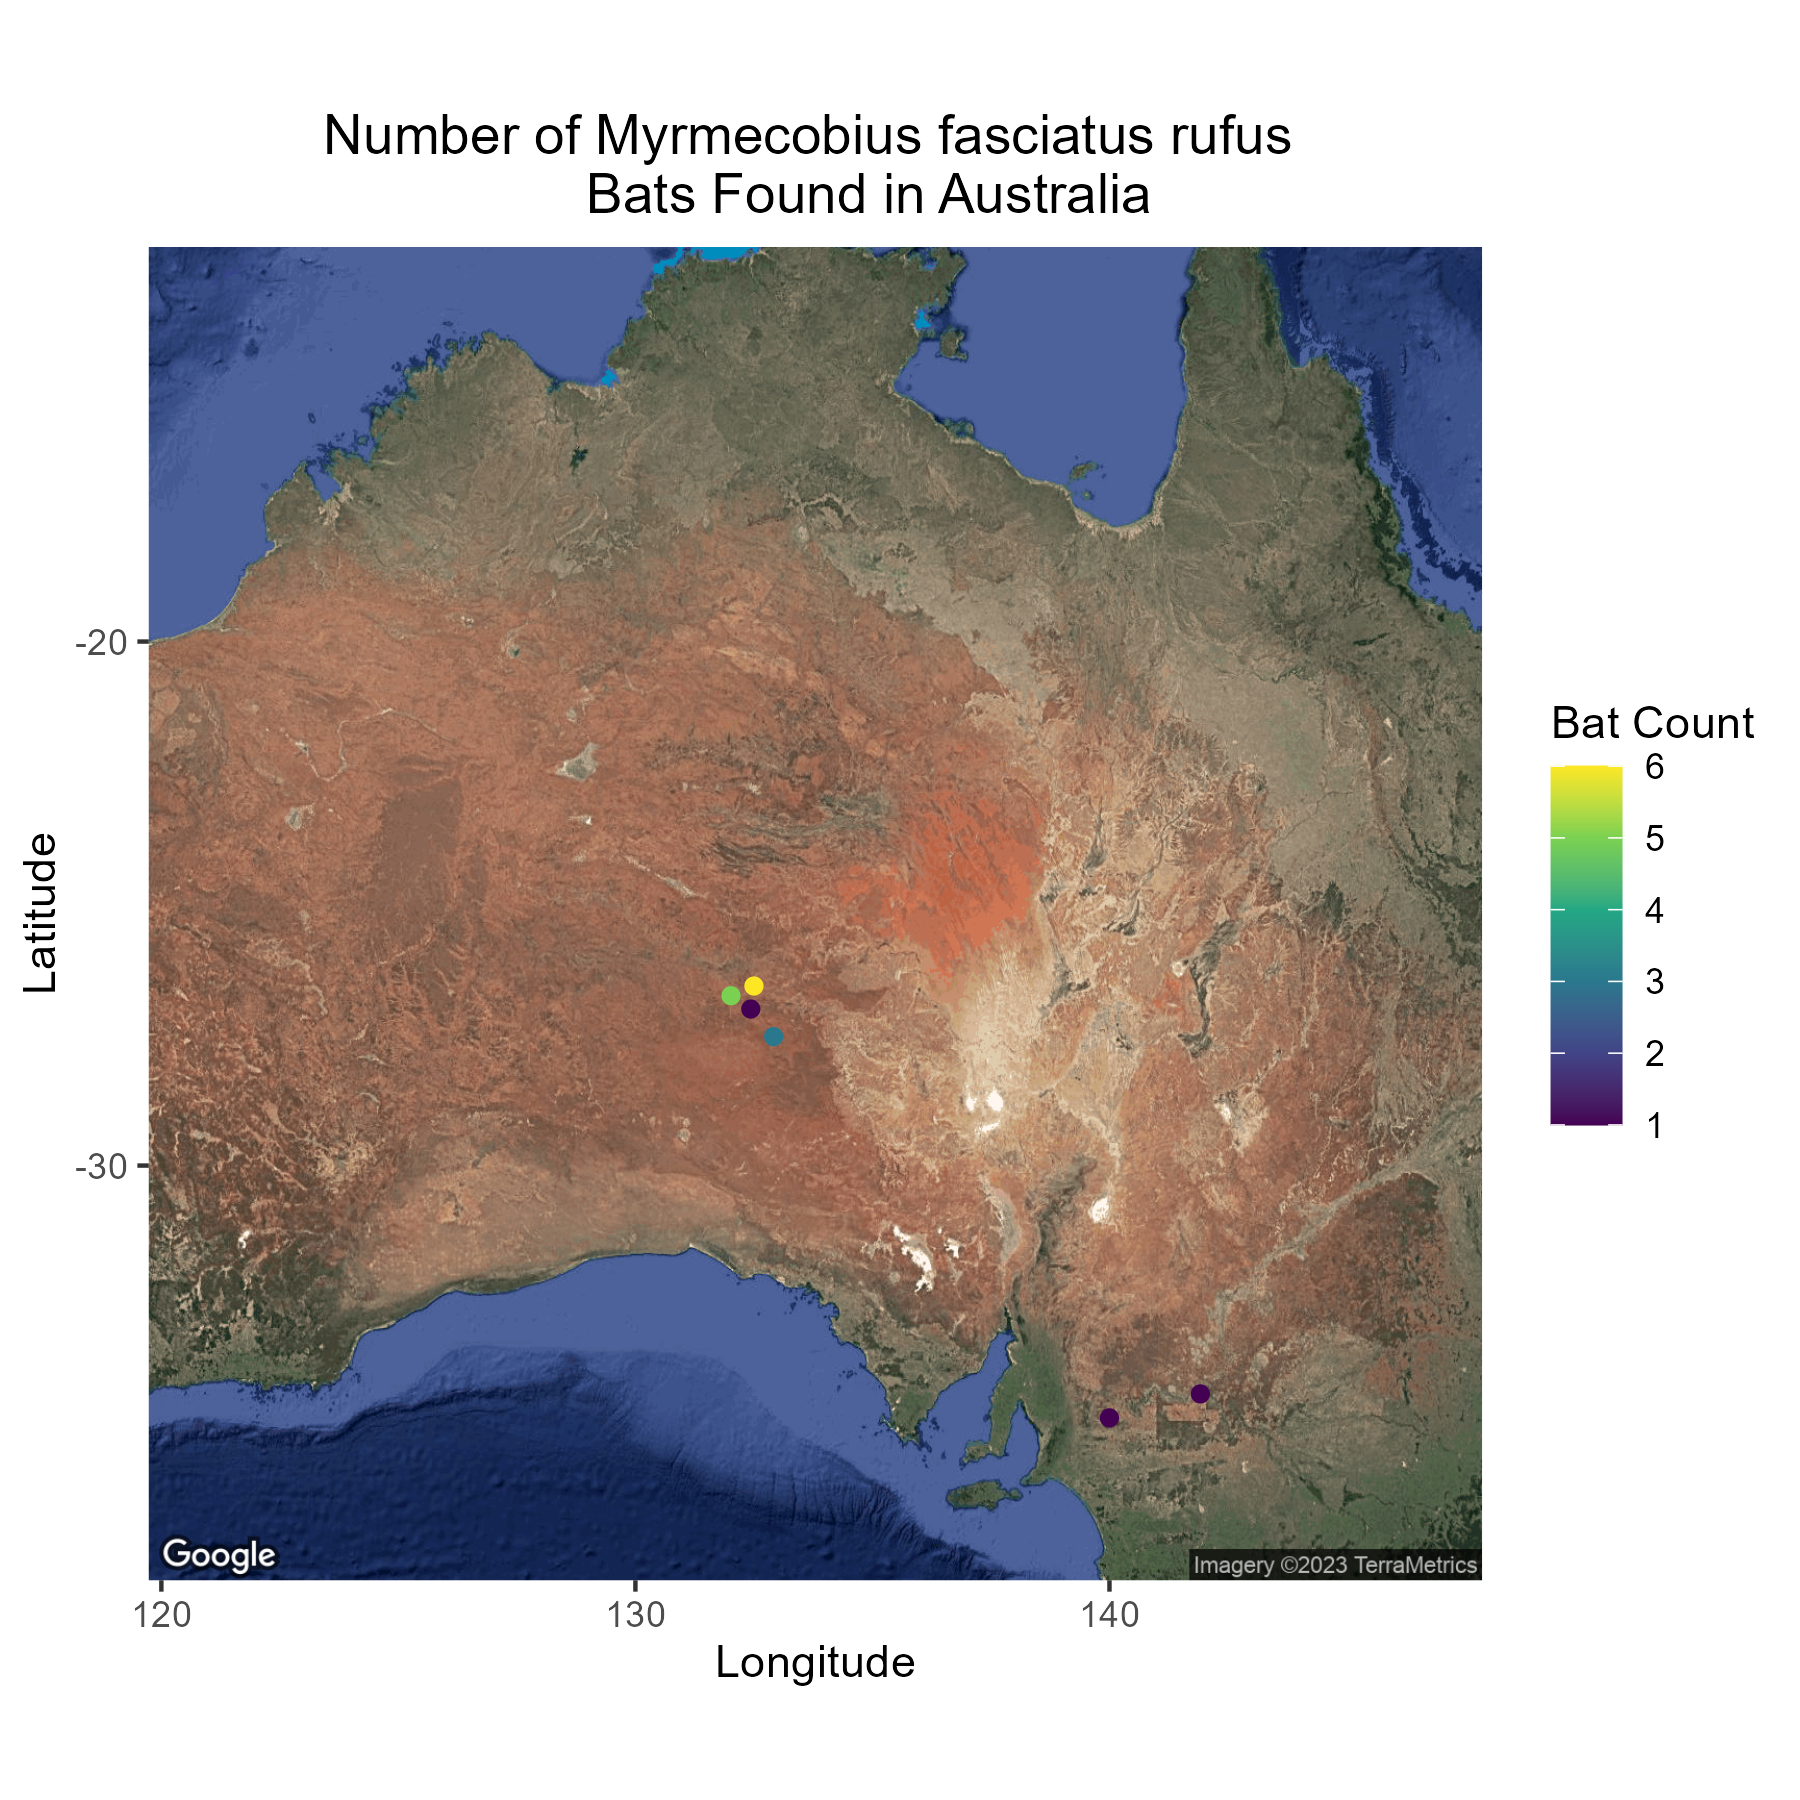 Number of Myrmecobius fasciatus rufus
Bats Found in Australia
Latitude
-20
-30
120
130
140
Longitude
Bat Count
6
5
4
3
2
1
Google
Imagery ©2023 TerraMetrics